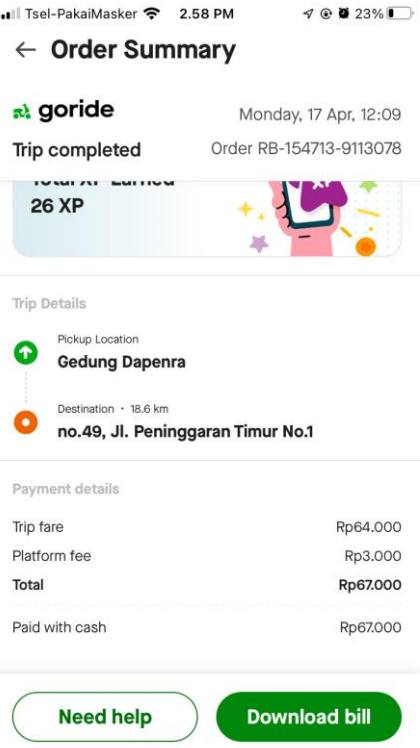 Tsel-PakaiMasker 2.58 PM 23%
Order Summary
goride Monday, 17 Apr, 12:09
Trip completed Order RB-154713-9113078
Total XP Earned
26 XP
Trip Details
Pickup Location
Gedung Dapenra
Destination · 18.6 km
no.49, Jl. Peninggaran Timur No.1
Payment details
Trip fare Rp64.000
Platform fee Rp3.000
Total Rp67.000
Paid with cash Rp67.000
Need help Download bill